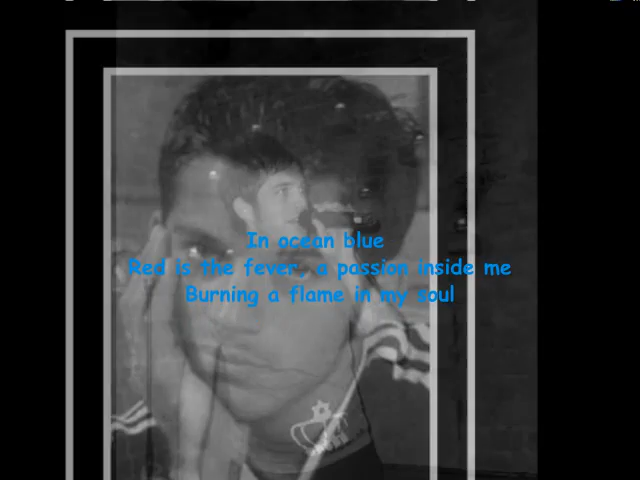 In ocean blue
Red is the fever, a passion inside me
Burning a flame in my soul